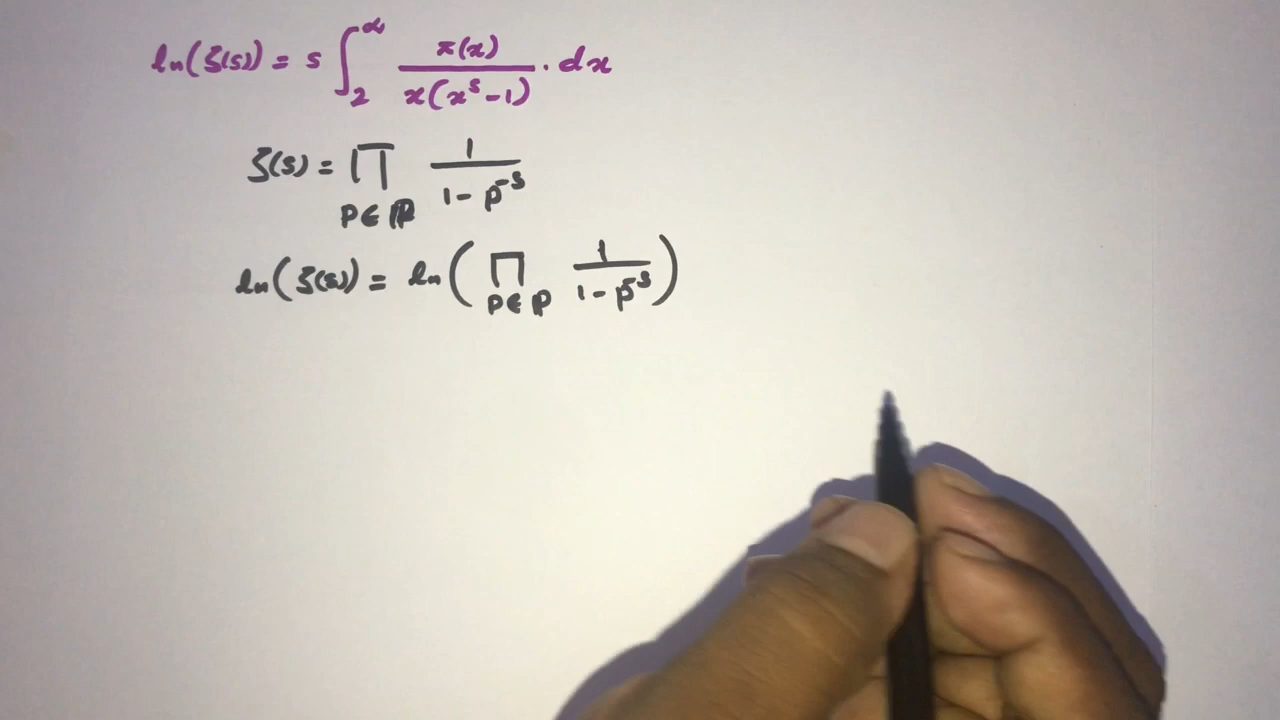 ln(ζ(s)) = s ∫₂^∞ π(x) / x(x^s − 1) · dx
ζ(s) = ∏_{p∈ℙ} 1 / 1 − p^{−s}
ln(ζ(s)) = ln( ∏_{p∈ℙ} 1 / 1 − p^{−s} )